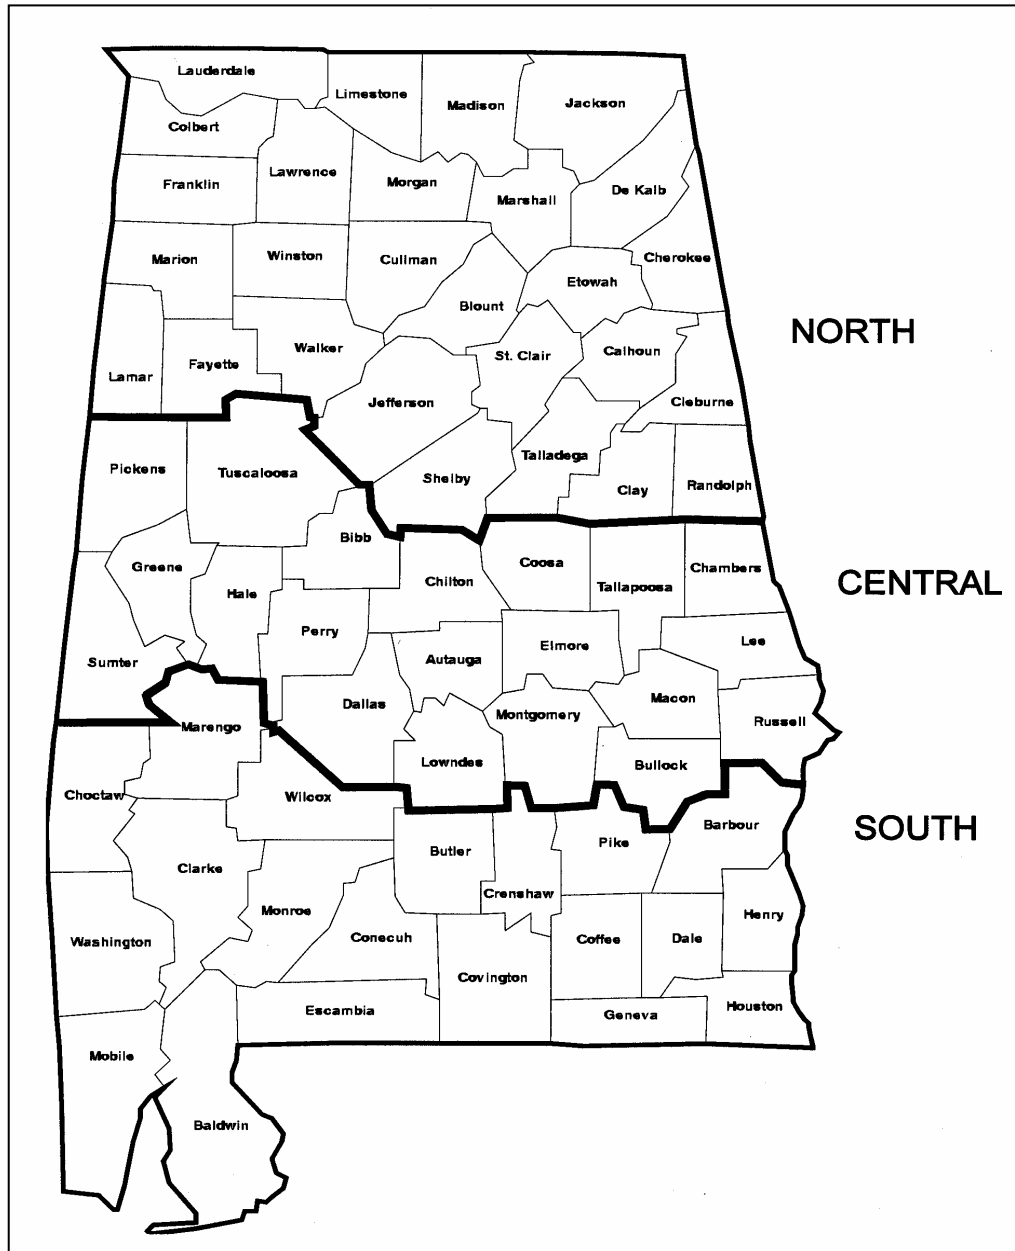 Lauderdale
Limestone
Madison
Jackson
Colbert
Lawrence
Franklin
Morgan
Marshall
De Kalb
Marion
Winston
Cullman
Cherokee
Etowah
Blount
NORTH
Walker
St. Clair
Calhoun
Fayette
Lamar
Jefferson
Cleburne
Pickens
Tuscaloosa
Shelby
Talladega
Clay
Randolph
Bibb
Greene
Coosa
Chambers
Hale
Chilton
Tallapoosa
CENTRAL
Perry
Elmore
Lee
Sumter
Autauga
Dallas
Macon
Marengo
Montgomery
Russell
Lowndes
Bullock
Choctaw
Wilcox
Barbour
SOUTH
Butler
Pike
Clarke
Crenshaw
Monroe
Henry
Washington
Conecuh
Coffee
Dale
Covington
Escambia
Geneva
Houston
Mobile
Baldwin